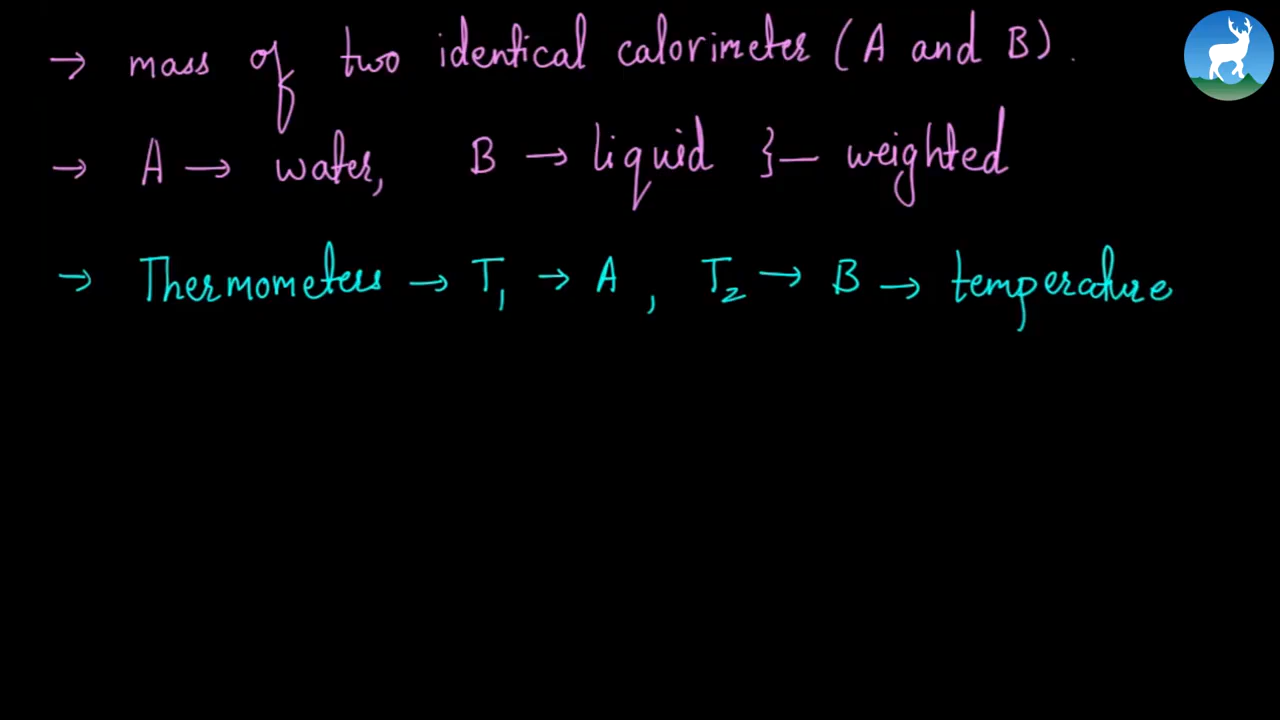 → mass of two identical calorimeter (A and B).
→ A → water, B → liquid }— weighted
→ Thermometers → T₁ → A, T₂ → B → temperature